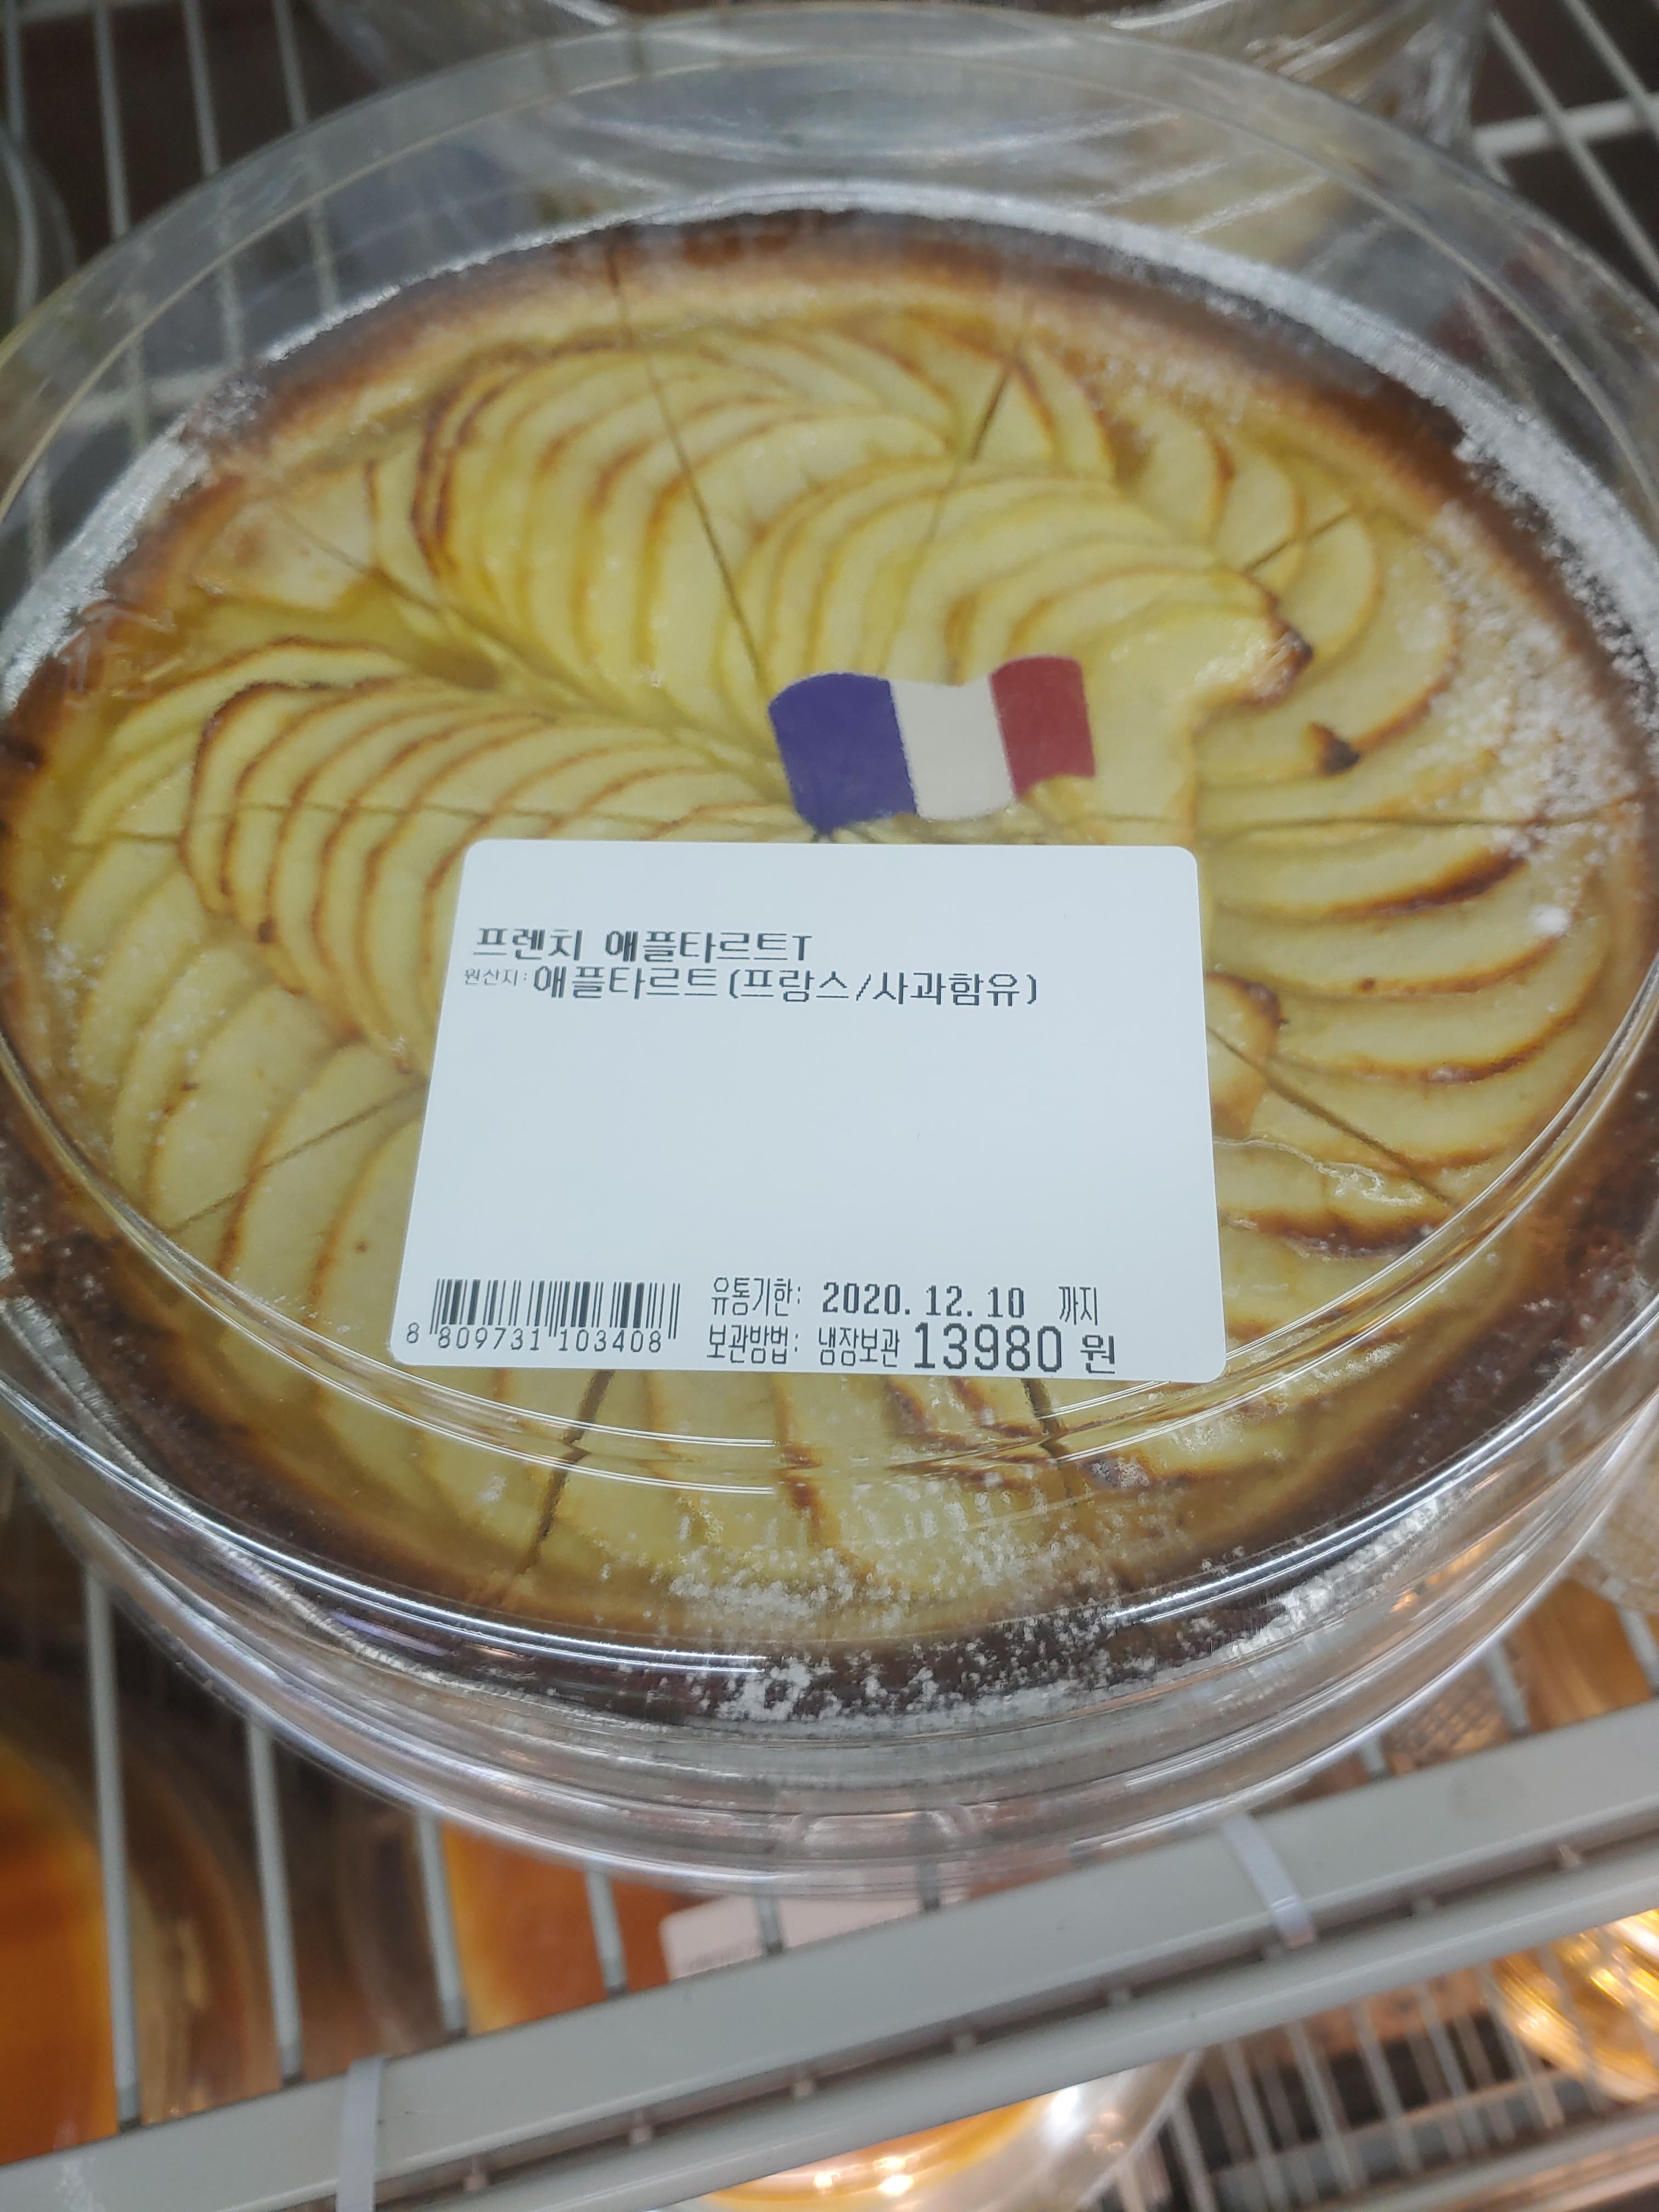 프렌치 애플타르트T
원산지: 애플타르트(프랑스/사과함유)
유통기한: 2020. 12. 10 까지
보관방법: 냉장보관 13980 원
8 809731 103408